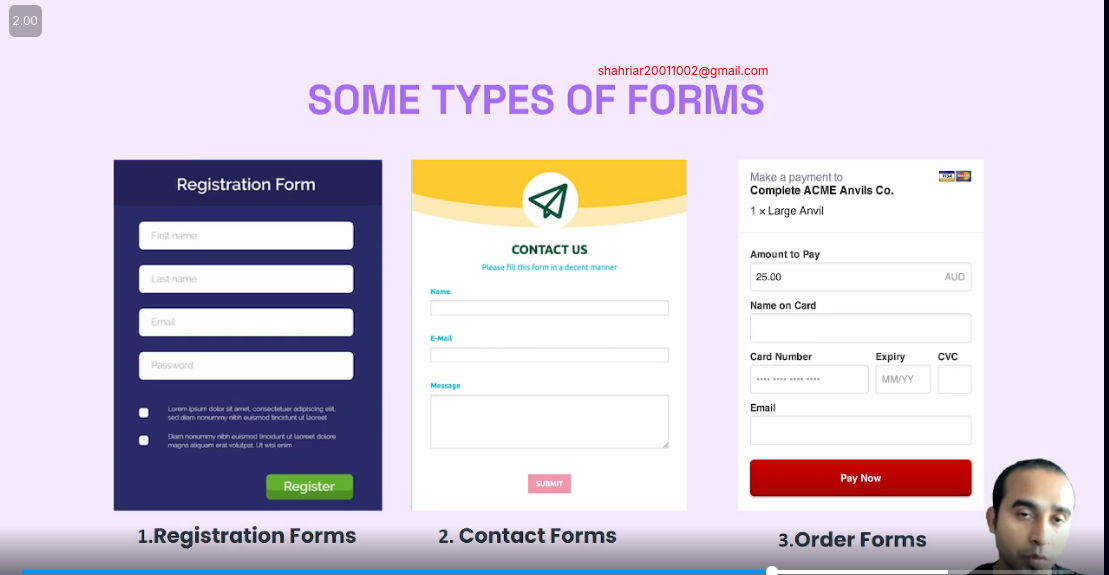 2.00
shahriar20011002@gmail.com
SOME TYPES OF FORMS
Registration Form
First name
Last name
Email
Password
Lorem ipsum dolor sit amet, consectetuer adipiscing elit,
sed diam nonummy nibh euismod tincidunt ut laoreet
Diam nonummy nibh euismod tincidunt ut laoreet dolore
magna aliquam erat volutpat. Ut wisi enim
Register
1.Registration Forms
CONTACT US
Please fill this form in a decent manner
Name
E-Mail
Message
SUBMIT
2. Contact Forms
Make a payment to
VISA
Complete ACME Anvils Co.
1 x Large Anvil
Amount to Pay
25.00 AUD
Name on Card
Card Number Expiry CVC
•••• •••• •••• •••• MM/YY
Email
Pay Now
3.Order Forms